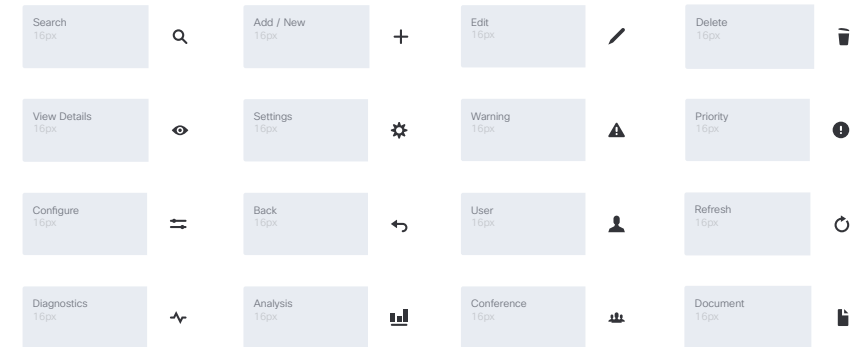 Search
16px
Add / New
16px
Edit
16px
Delete
16px
View Details
16px
Settings
16px
Warning
16px
Priority
16px
Configure
16px
Back
16px
User
16px
Refresh
16px
Diagnostics
16px
Analysis
16px
Conference
16px
Document
16px